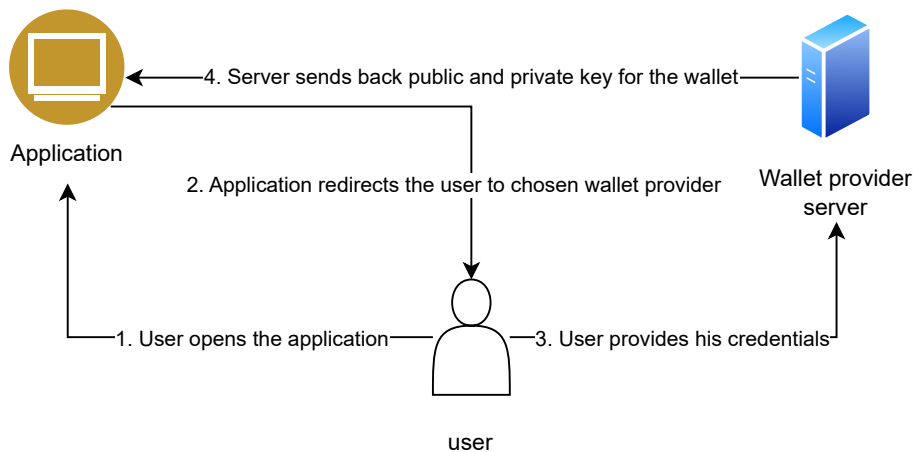 4. Server sends back public and private key for the wallet
Application
2. Application redirects the user to chosen wallet provider
Wallet provider
server
1. User opens the application
3. User provides his credentials
user